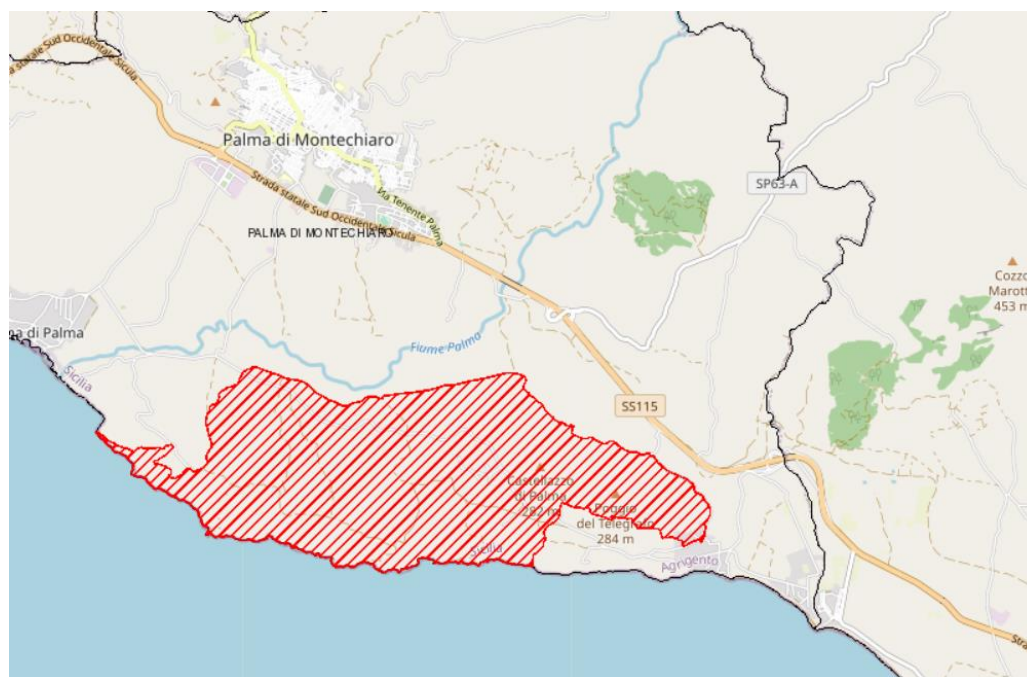 a statale Sud Occidentale Sicula
Palma di Montechiaro
Via Tenente Palma
Strada statale Sud Occidentale Sicula
PALMA DI MONTECHIARO
SP63-A
Cozzo
Marott
453 m
na di Palma
Sicilia
Fiume Palma
SS115
Castellazzo
di Palma
282 m
Poggio
del Telegrafo
284 m
Sicilia
Agrigento
Stra